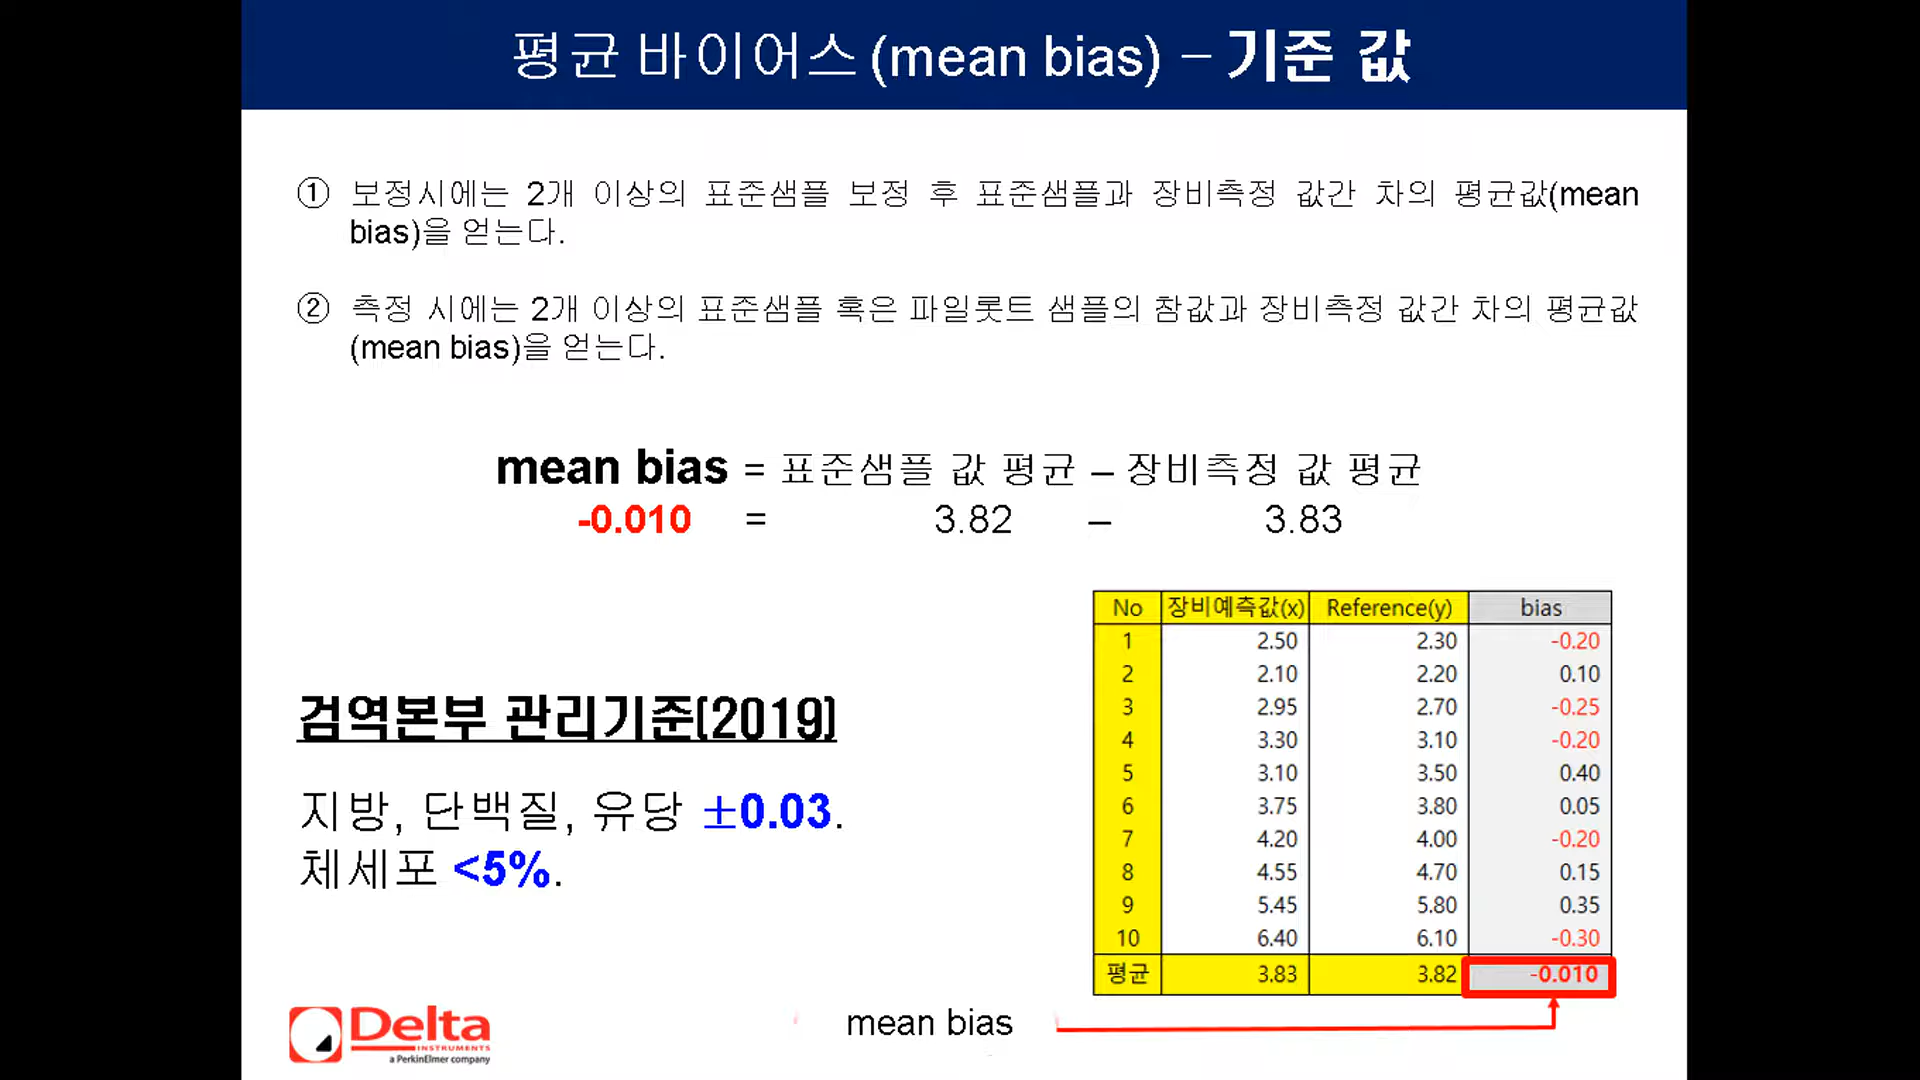 평균 바이어스(mean bias) – 기준 값
① 보정시에는 2개 이상의 표준샘플 보정 후 표준샘플과 장비측정 값간 차의 평균값(mean
bias)을 얻는다.
② 측정 시에는 2개 이상의 표준샘플 혹은 파일롯트 샘플의 참값과 장비측정 값간 차의 평균값
(mean bias)을 얻는다.
mean bias = 표준샘플 값 평균 – 장비측정 값 평균
-0.010 = 3.82 – 3.83
검역본부 관리기준(2019)
지방, 단백질, 유당 ±0.03.
체세포 <5%.
No 장비예측값(x) Reference(y) bias
1 2.50 2.30 -0.20
2 2.10 2.20 0.10
3 2.95 2.70 -0.25
4 3.30 3.10 -0.20
5 3.10 3.50 0.40
6 3.75 3.80 0.05
7 4.20 4.00 -0.20
8 4.55 4.70 0.15
9 5.45 5.80 0.35
10 6.40 6.10 -0.30
평균 3.83 3.82 -0.010
mean bias
Delta
INSTRUMENTS
a PerkinElmer company